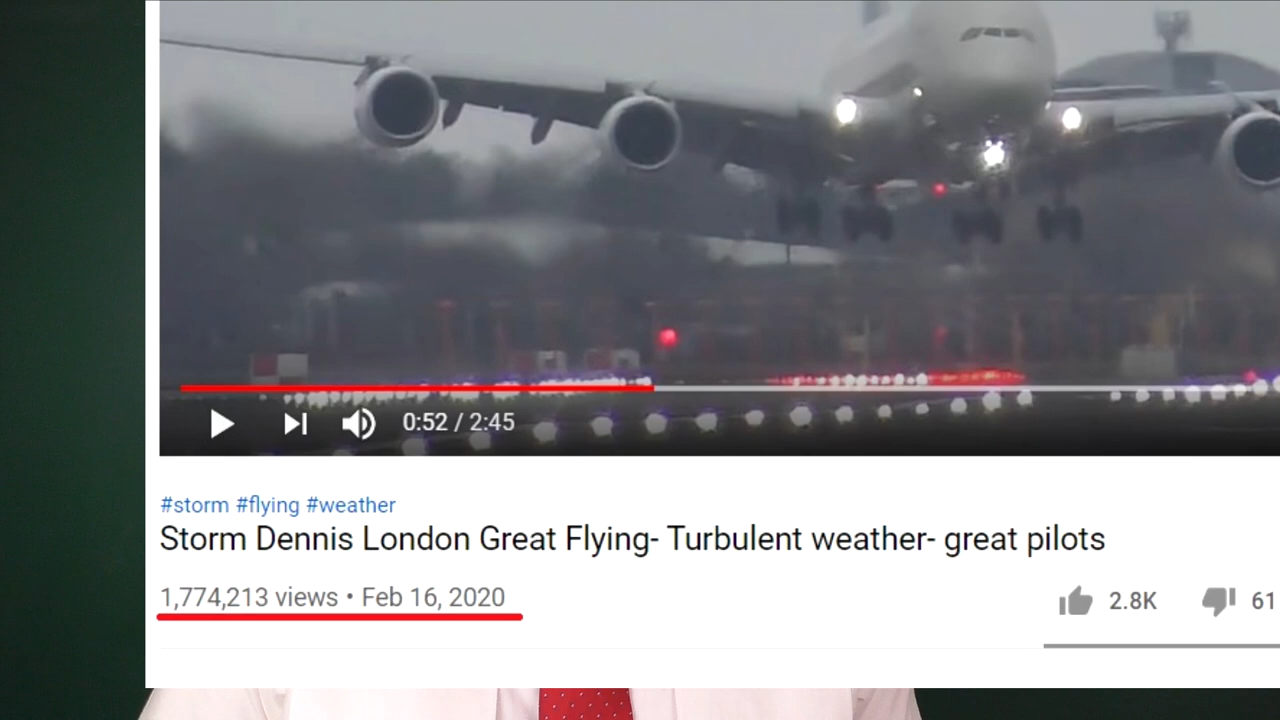 0:52 / 2:45
#storm #flying #weather
Storm Dennis London Great Flying- Turbulent weather- great pilots
1,774,213 views • Feb 16, 2020
2.8K
61